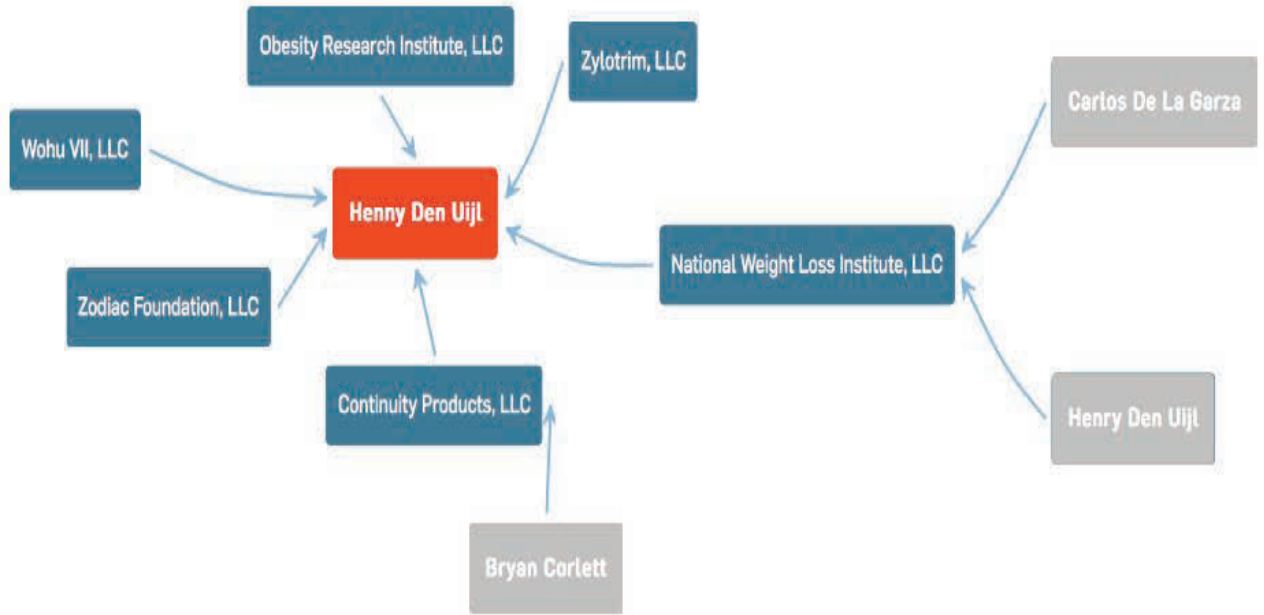 Obesity Research Institute, LLC
Zylotrim, LLC
Carlos De La Garza
Wohu VII, LLC
Henny Den Uijl
National Weight Loss Institute, LLC
Zodiac Foundation, LLC
Continuity Products, LLC
Henry Den Uijl
Bryan Corlett